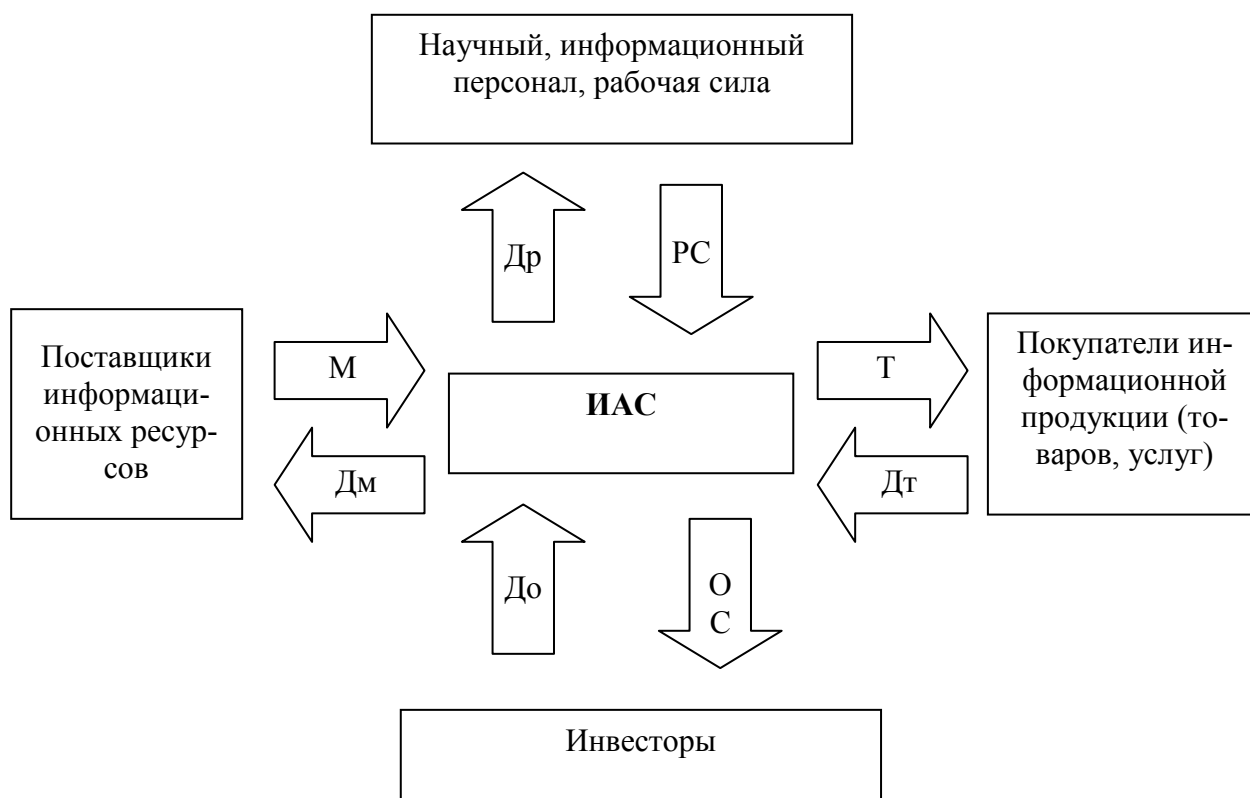 Научный, информационный
персонал, рабочая сила
Др
РС
Поставщики
информаци-
онных ресур-
сов
М
Дм
ИАС
Т
Дт
Покупатели ин-
формационной
продукции (то-
варов, услуг)
До
О
С
Инвесторы